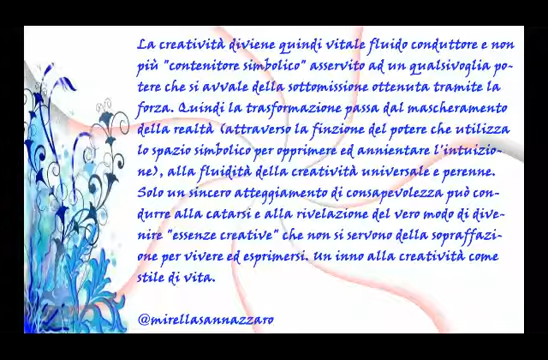 La creatività diviene quindi vitale fluido conduttore e non
più "contenitore simbolico" asservito ad un qualsivoglia po-
tere che si avvale della sottomissione ottenuta tramite la
forza. Quindi la trasformazione passa dal mascheramento
della realtà (attraverso la finzione del potere che utilizza
lo spazio simbolico per opprimere ed annientare l'intuizio-
ne), alla fluidità della creatività universale e perenne.
Solo un sincero atteggiamento di consapevolezza può con-
durre alla catarsi e alla rivelazione del vero modo di dive-
nire "essenze creative" che non si servono della sopraffazi-
one per vivere ed esprimersi. Un inno alla creatività come
stile di vita.
@mirellasannazzaro